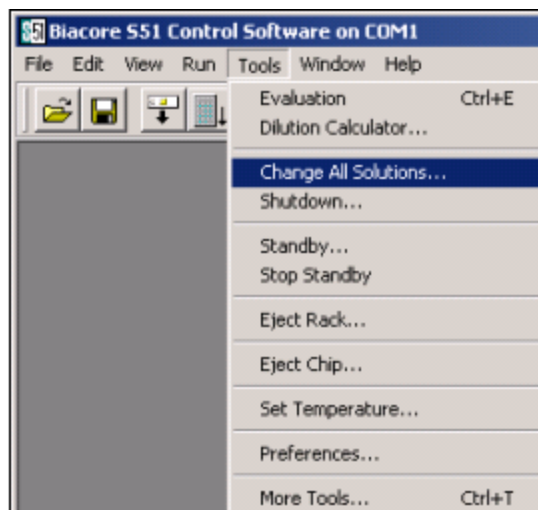 S51 Biacore S51 Control Software on COM1
File Edit View Run Tools Window Help
Evaluation Ctrl+E
Dilution Calculator...
Change All Solutions...
Shutdown...
Standby...
Stop Standby
Eject Rack...
Eject Chip...
Set Temperature...
Preferences...
More Tools... Ctrl+T